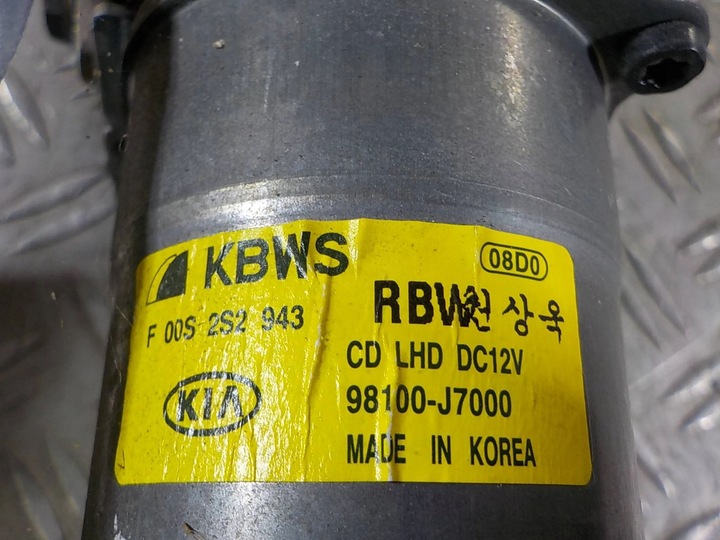 KBWS
08D0
F 00S 2S2 943
RBW천상욱
CD LHD DC12V
KIA
98100-J7000
MADE IN KOREA